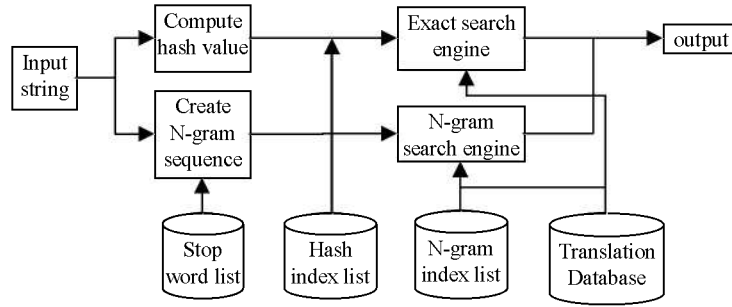 Input
string
Compute
hash value
Create
N-gram
sequence
Exact search
engine
N-gram
search engine
output
Stop
word list
Hash
index list
N-gram
index list
Translation
Database